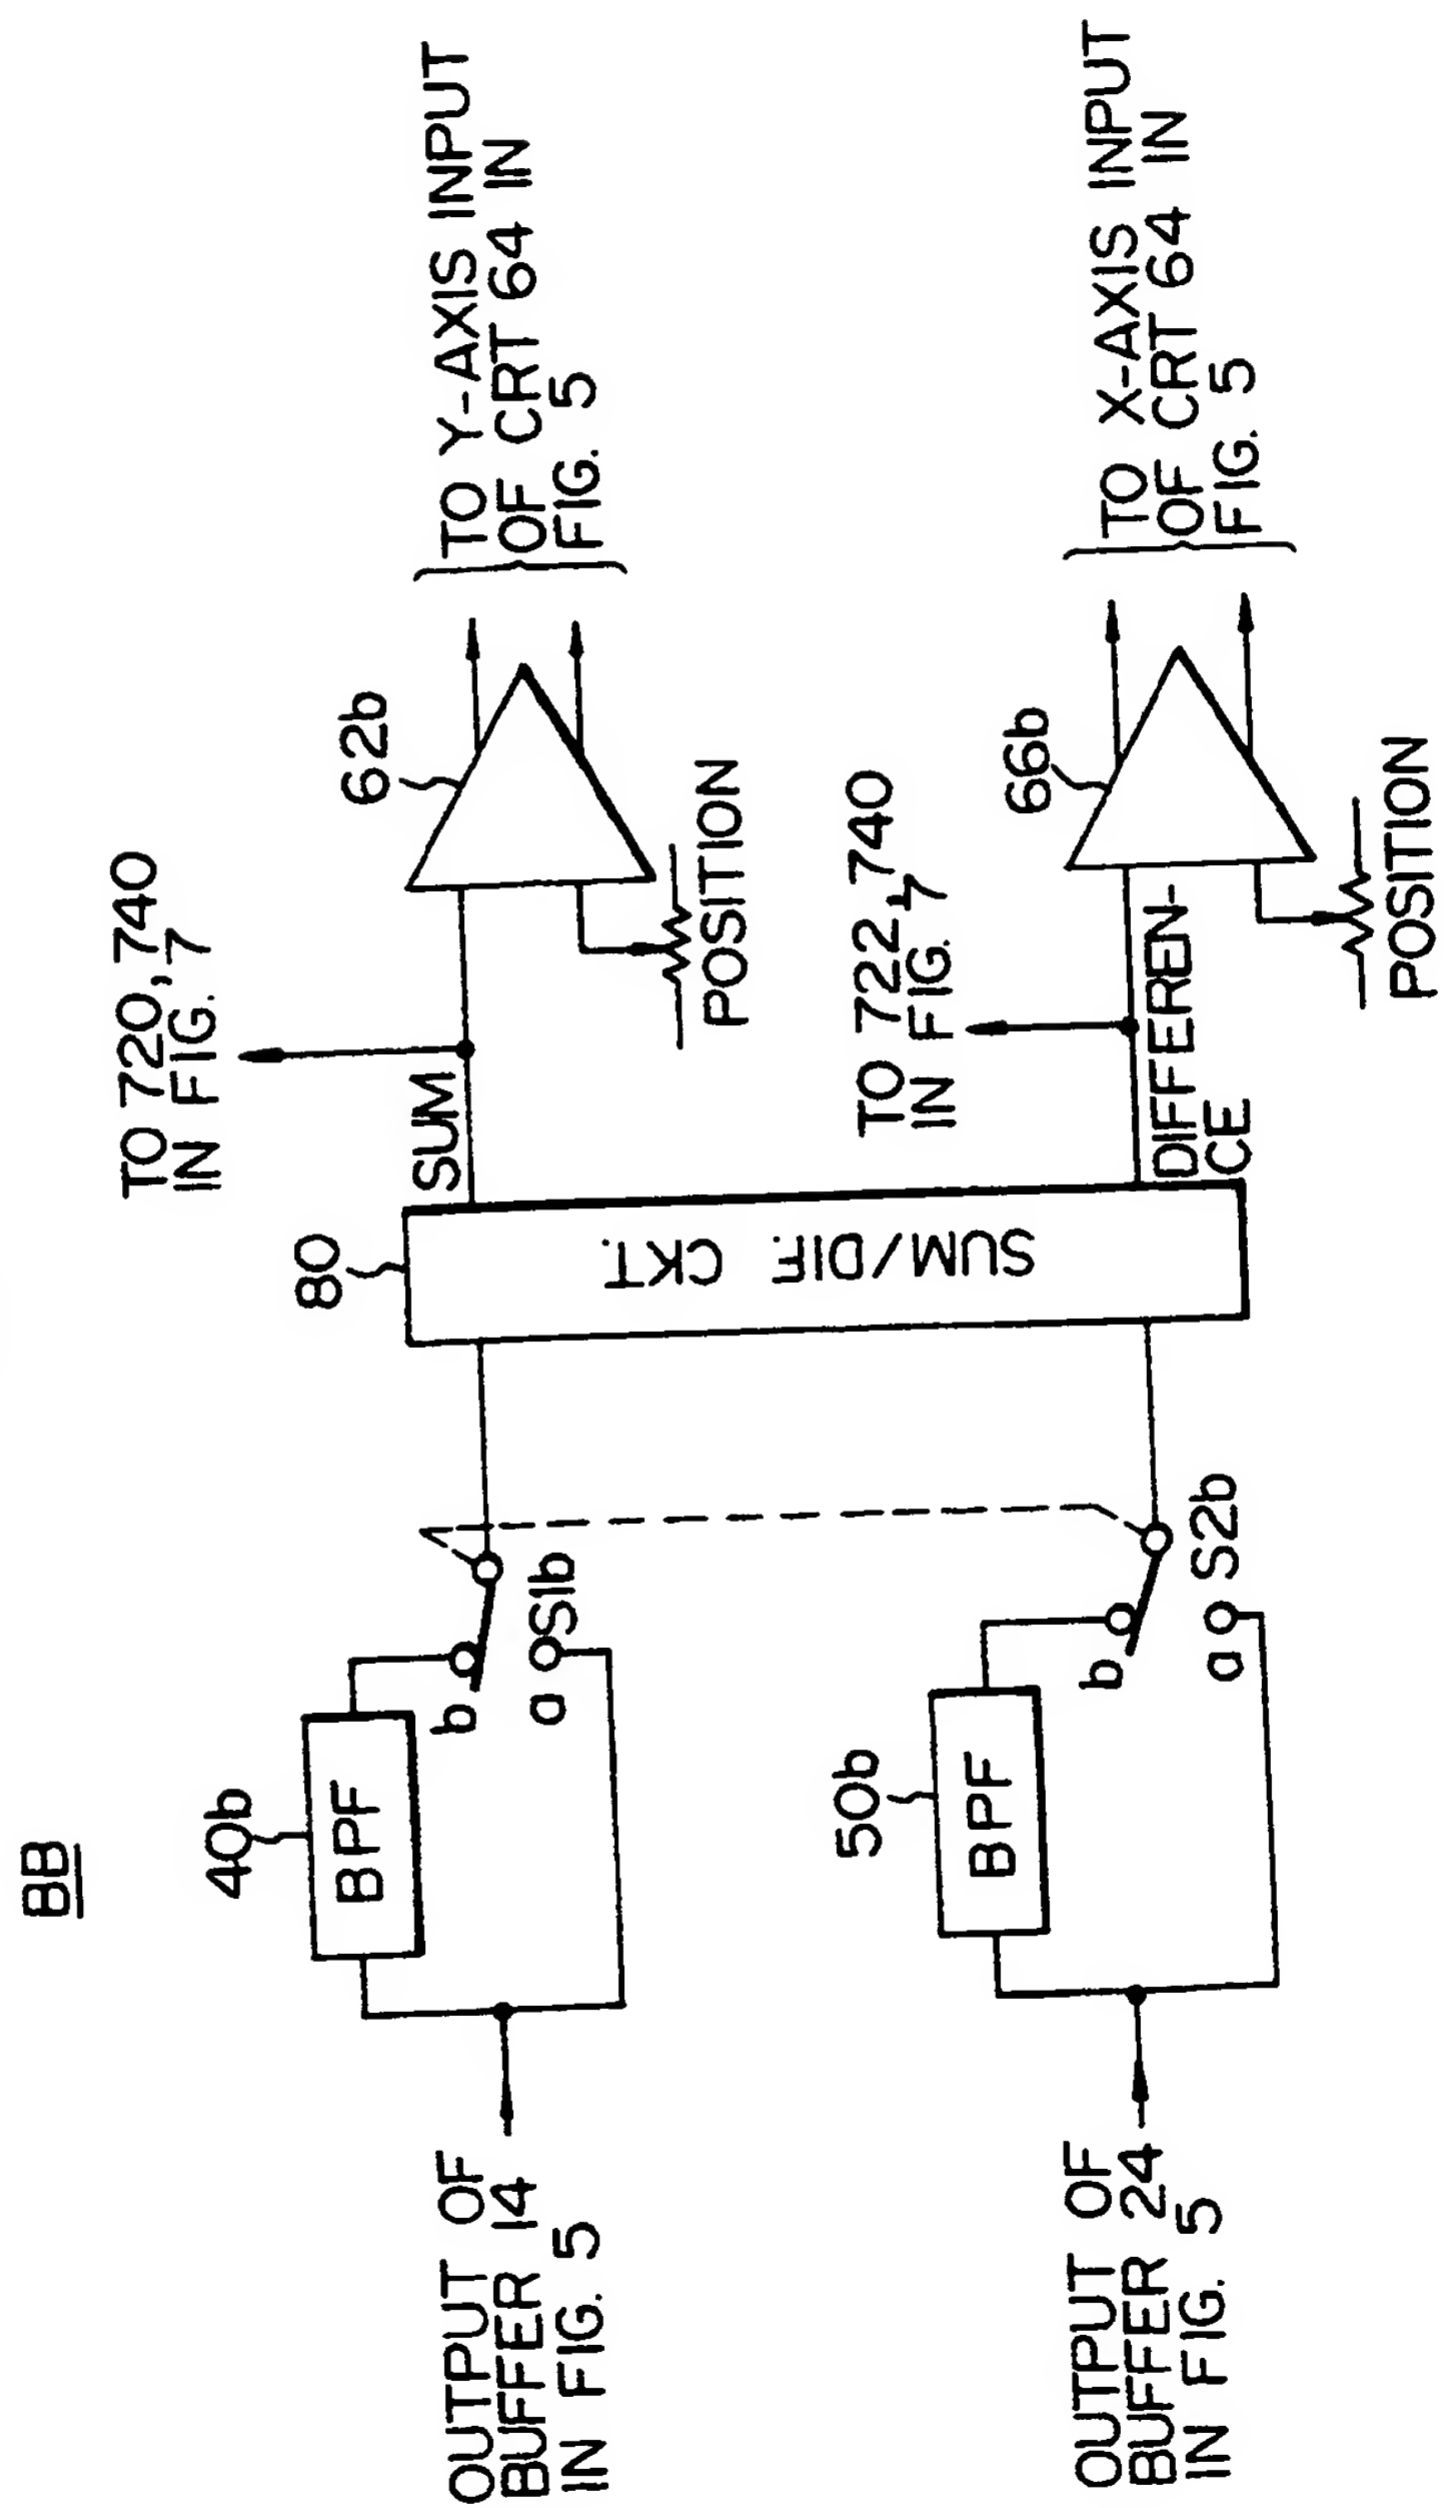 BB
40b
BPF
b
a
S1b
OUTPUT OF
BUFFER 14
IN FIG. 5
50b
BPF
b
a
S2b
OUTPUT OF
BUFFER 24
IN FIG. 5
80
SUM/DIF. CKT.
SUM
TO 720,740
IN FIG. 7
DIFFEREN-
CE
TO 722,740
IN FIG. 7
62b
POSITION
TO Y-AXIS INPUT
OF CRT 64 IN
FIG. 5
66b
POSITION
TO X-AXIS INPUT
OF CRT 64 IN
FIG. 5